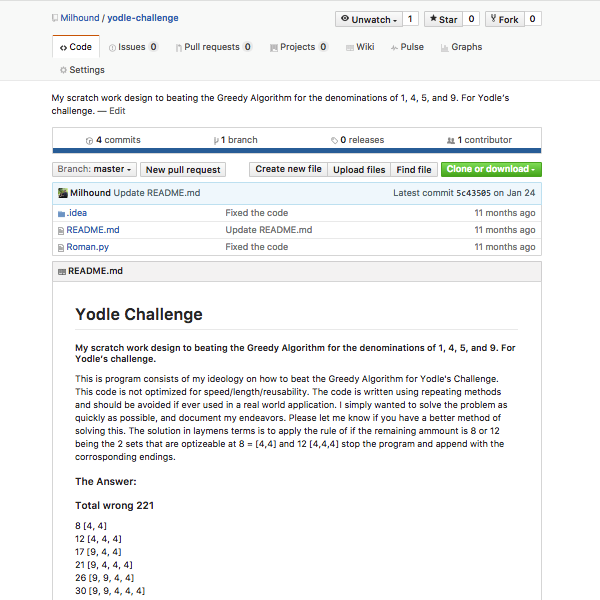 Milhound / yodle-challenge
Unwatch 1 Star 0 Fork 0
Code Issues 0 Pull requests 0 Projects 0 Wiki Pulse Graphs
Settings
My scratch work design to beating the Greedy Algorithm for the denominations of 1, 4, 5, and 9. For Yodle's
challenge. — Edit
4 commits 1 branch 0 releases 1 contributor
Branch: master New pull request Create new file Upload files Find file Clone or download
Milhound Update README.md Latest commit 5c43505 on Jan 24
.idea Fixed the code 11 months ago
README.md Update README.md 11 months ago
Roman.py Fixed the code 11 months ago
README.md
Yodle Challenge
My scratch work design to beating the Greedy Algorithm for the denominations of 1, 4, 5, and 9. For
Yodle's challenge.
This is program consists of my ideology on how to beat the Greedy Algorithm for Yodle's Challenge.
This code is not optimized for speed/length/reusability. The code is written using repeating methods
and should be avoided if ever used in a real world application. I simply wanted to solve the problem as
quickly as possible, and document my endeavors. Please let me know if you have a better method of
solving this. The solution in laymens terms is to apply the rule of if the remaining ammount is 8 or 12
being the 2 sets that are optizeable at 8 = [4,4] and 12 [4,4,4] stop the program and append with the
corrosponding endings.
The Answer:
Total wrong 221
8 [4, 4]
12 [4, 4, 4]
17 [9, 4, 4]
21 [9, 4, 4, 4]
26 [9, 9, 4, 4]
30 [9, 9, 4, 4, 4]